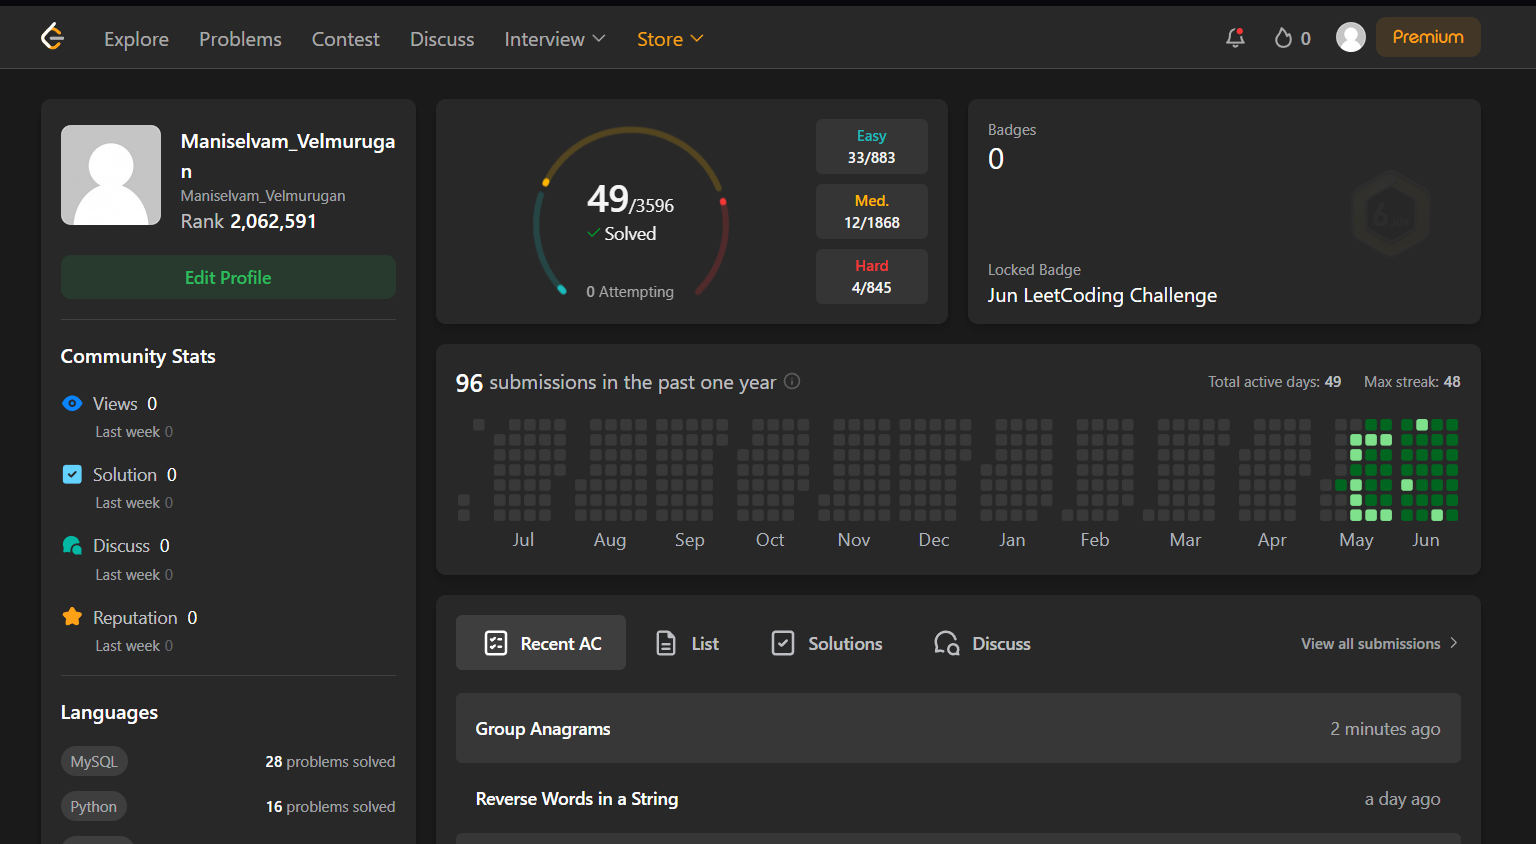 Explore Problems Contest Discuss Interview Store 0 Premium
Maniselvam_Velmuruga
n
Maniselvam_Velmurugan
Rank 2,062,591
Edit Profile
Community Stats
Views 0
Last week 0
Solution 0
Last week 0
Discuss 0
Last week 0
Reputation 0
Last week 0
Languages
MySQL 28 problems solved
Python 16 problems solved
49/3596
Solved
0 Attempting
Easy
33/883
Med.
12/1868
Hard
4/845
Badges
0
Locked Badge
Jun LeetCoding Challenge
96 submissions in the past one year Total active days: 49 Max streak: 48
Jul Aug Sep Oct Nov Dec Jan Feb Mar Apr May Jun
Recent AC List Solutions Discuss View all submissions
Group Anagrams 2 minutes ago
Reverse Words in a String a day ago